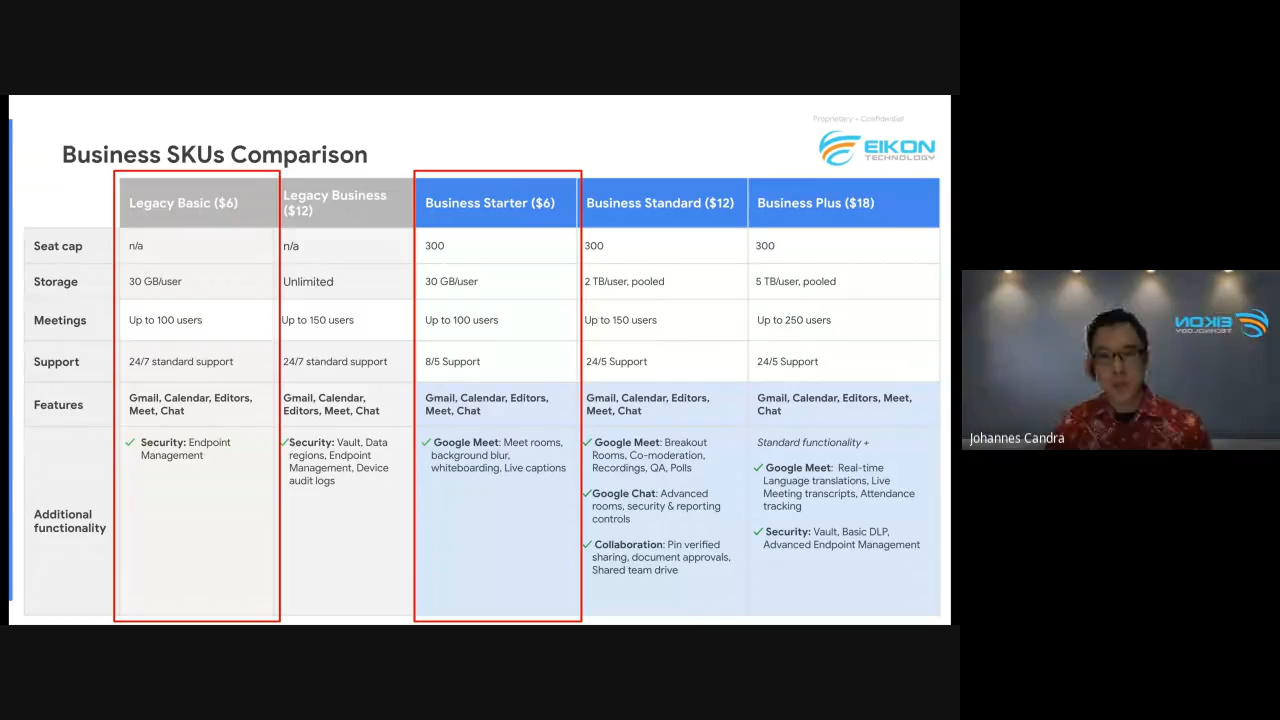 Proprietary + Confidential
EIKON
TECHNOLOGY
Business SKUs Comparison
Legacy Basic ($6)
Legacy Business
($12)
Business Starter ($6)
Business Standard ($12)
Business Plus ($18)
Seat cap
n/a
n/a
300
300
300
Storage
30 GB/user
Unlimited
30 GB/user
2 TB/user, pooled
5 TB/user, pooled
Meetings
Up to 100 users
Up to 150 users
Up to 100 users
Up to 150 users
Up to 250 users
Support
24/7 standard support
24/7 standard support
8/5 Support
24/5 Support
24/5 Support
Features
Gmail, Calendar, Editors,
Meet, Chat
Gmail, Calendar,
Editors, Meet, Chat
Gmail, Calendar, Editors,
Meet, Chat
Gmail, Calendar, Editors,
Meet, Chat
Gmail, Calendar, Editors, Meet,
Chat
Additional
functionality
✓ Security: Endpoint
Management
✓Security: Vault, Data
regions, Endpoint
Management, Device
audit logs
✓ Google Meet: Meet rooms,
background blur,
whiteboarding, Live captions
✓ Google Meet: Breakout
Rooms, Co-moderation,
Recordings, QA, Polls
✓Google Chat: Advanced
rooms, security & reporting
controls
✓ Collaboration: Pin verified
sharing, document approvals,
Shared team drive
Standard functionality +
✓ Google Meet: Real-time
Language translations, Live
Meeting transcripts, Attendance
tracking
✓ Security: Vault, Basic DLP,
Advanced Endpoint Management
EIKON
TECHNOLOGY
Johannes Candra